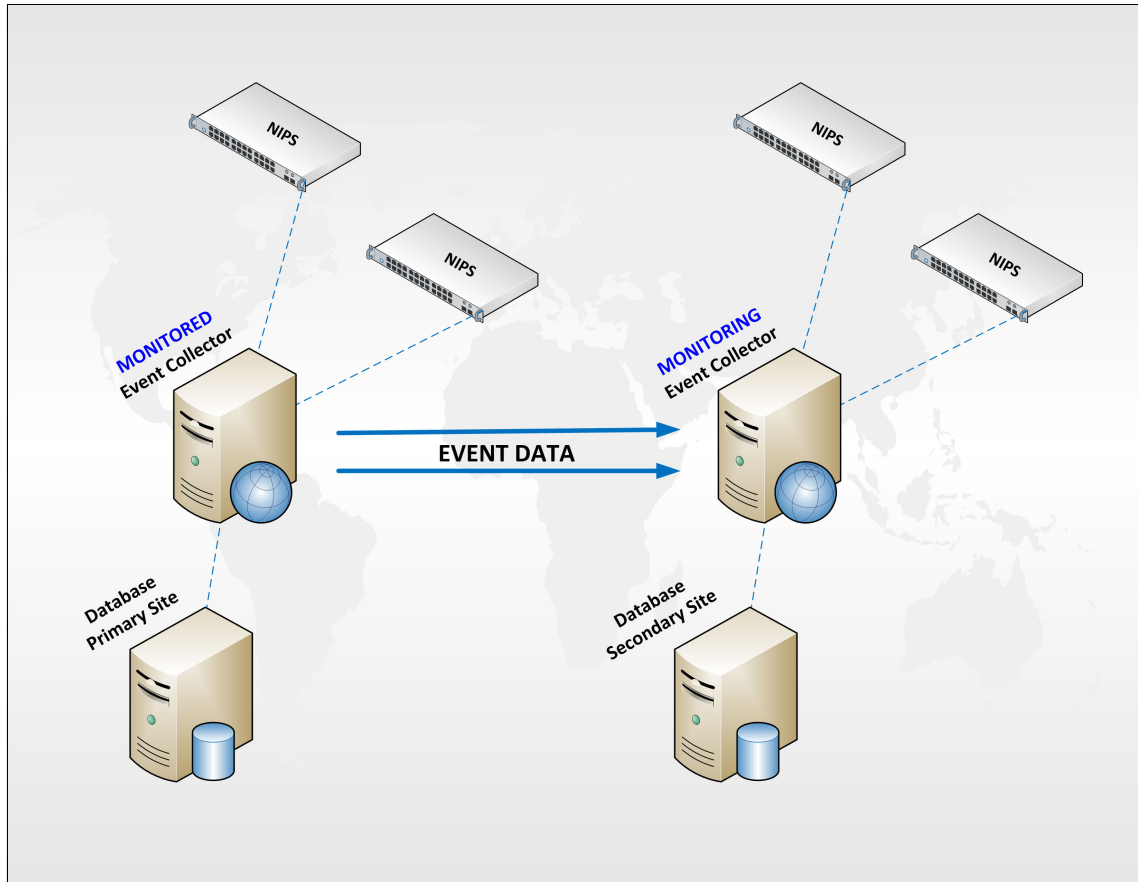 NIPS
NIPS
NIPS
NIPS
MONITORED
Event Collector
MONITORING
Event Collector
EVENT DATA
Database
Primary Site
Database
Secondary Site